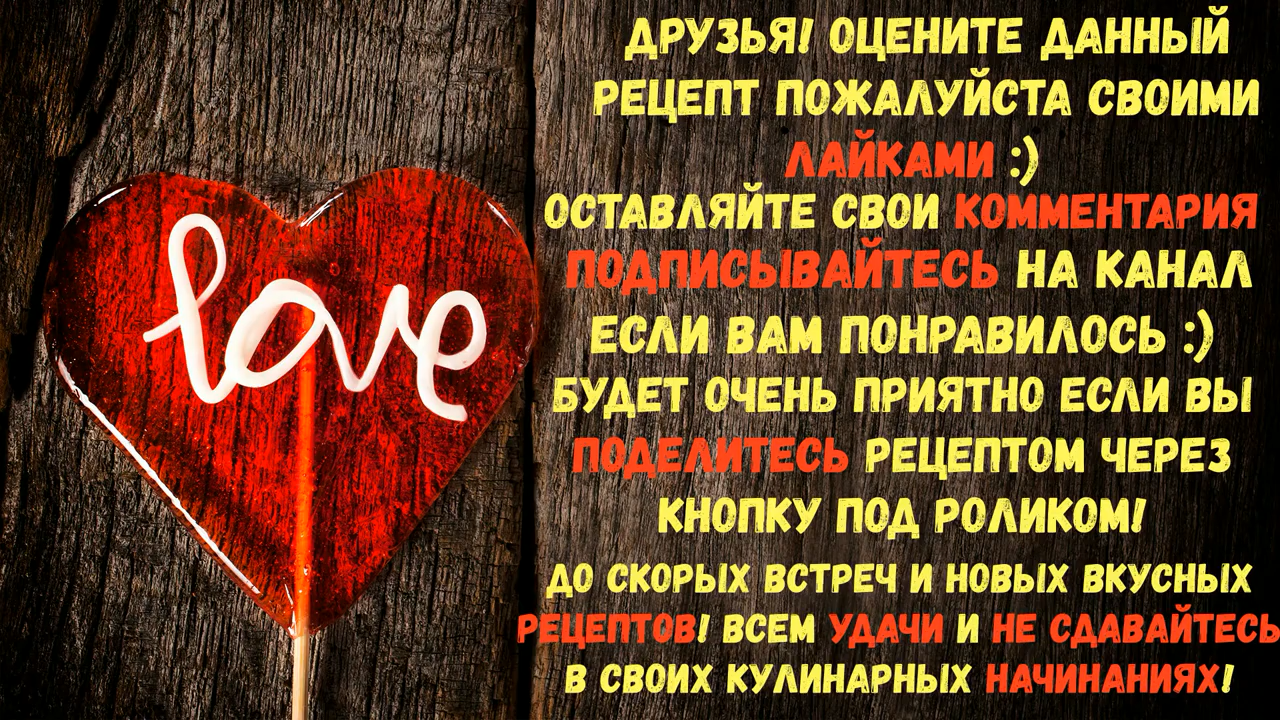 love
ДРУЗЬЯ! ОЦЕНИТЕ ДАННЫЙ
РЕЦЕПТ ПОЖАЛУЙСТА СВОИМИ
ЛАЙКАМИ :)
ОСТАВЛЯЙТЕ СВОИ КОММЕНТАРИЯ
ПОДПИСЫВАЙТЕСЬ НА КАНАЛ
ЕСЛИ ВАМ ПОНРАВИЛОСЬ :)
БУДЕТ ОЧЕНЬ ПРИЯТНО ЕСЛИ ВЫ
ПОДЕЛИТЕСЬ РЕЦЕПТОМ ЧЕРЕЗ
КНОПКУ ПОД РОЛИКОМ!
ДО СКОРЫХ ВСТРЕЧ И НОВЫХ ВКУСНЫХ
РЕЦЕПТОВ! ВСЕМ УДАЧИ И НЕ СДАВАЙТЕСЬ
В СВОИХ КУЛИНАРНЫХ НАЧИНАНИЯХ!